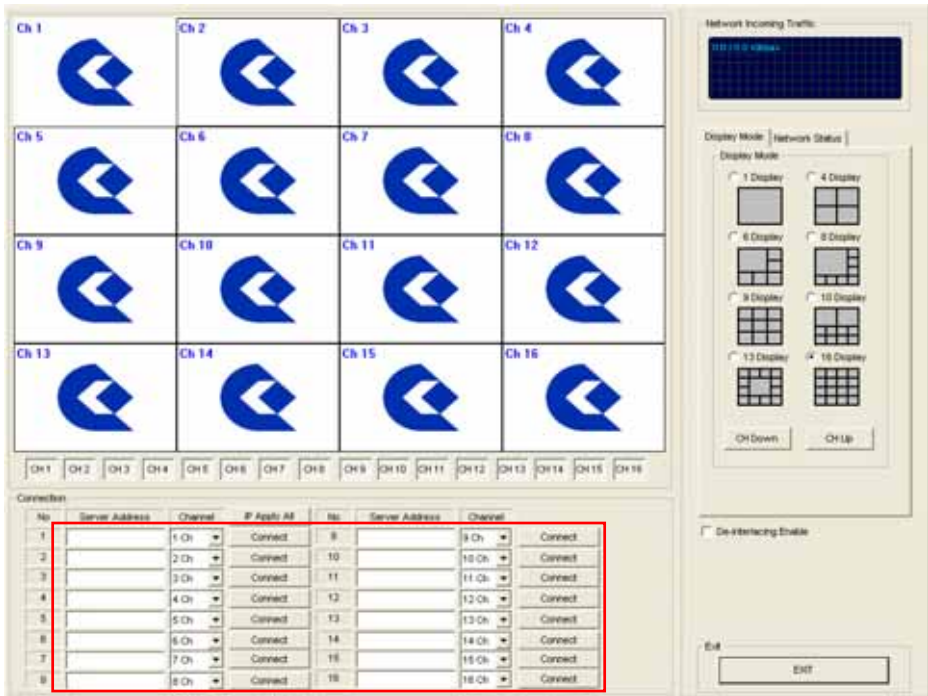 Ch 1 Ch 2 Ch 3 Ch 4
Ch 5 Ch 6 Ch 7 Ch 8
Ch 9 Ch 10 Ch 11 Ch 12
Ch 13 Ch 14 Ch 15 Ch 16
CH 1 CH 2 CH 3 CH 4 CH 5 CH 6 CH 7 CH 8 CH 9 CH 10 CH 11 CH 12 CH 13 CH 14 CH 15 CH 16
Connection
No Server Address Channel IP Apply All No Server Address Channel
1 1 Ch Connect 9 9 Ch Connect
2 2 Ch Connect 10 10 Ch Connect
3 3 Ch Connect 11 11 Ch Connect
4 4 Ch Connect 12 12 Ch Connect
5 5 Ch Connect 13 13 Ch Connect
6 6 Ch Connect 14 14 Ch Connect
7 7 Ch Connect 15 15 Ch Connect
8 8 Ch Connect 16 16 Ch Connect
Network Incoming Traffic
Display Mode Network Status
Display Mode
1 Display 4 Display
6 Display 8 Display
9 Display 10 Display
13 Display 16 Display
CH Down CH Up
De-interlacing Enable
Exit
EXIT